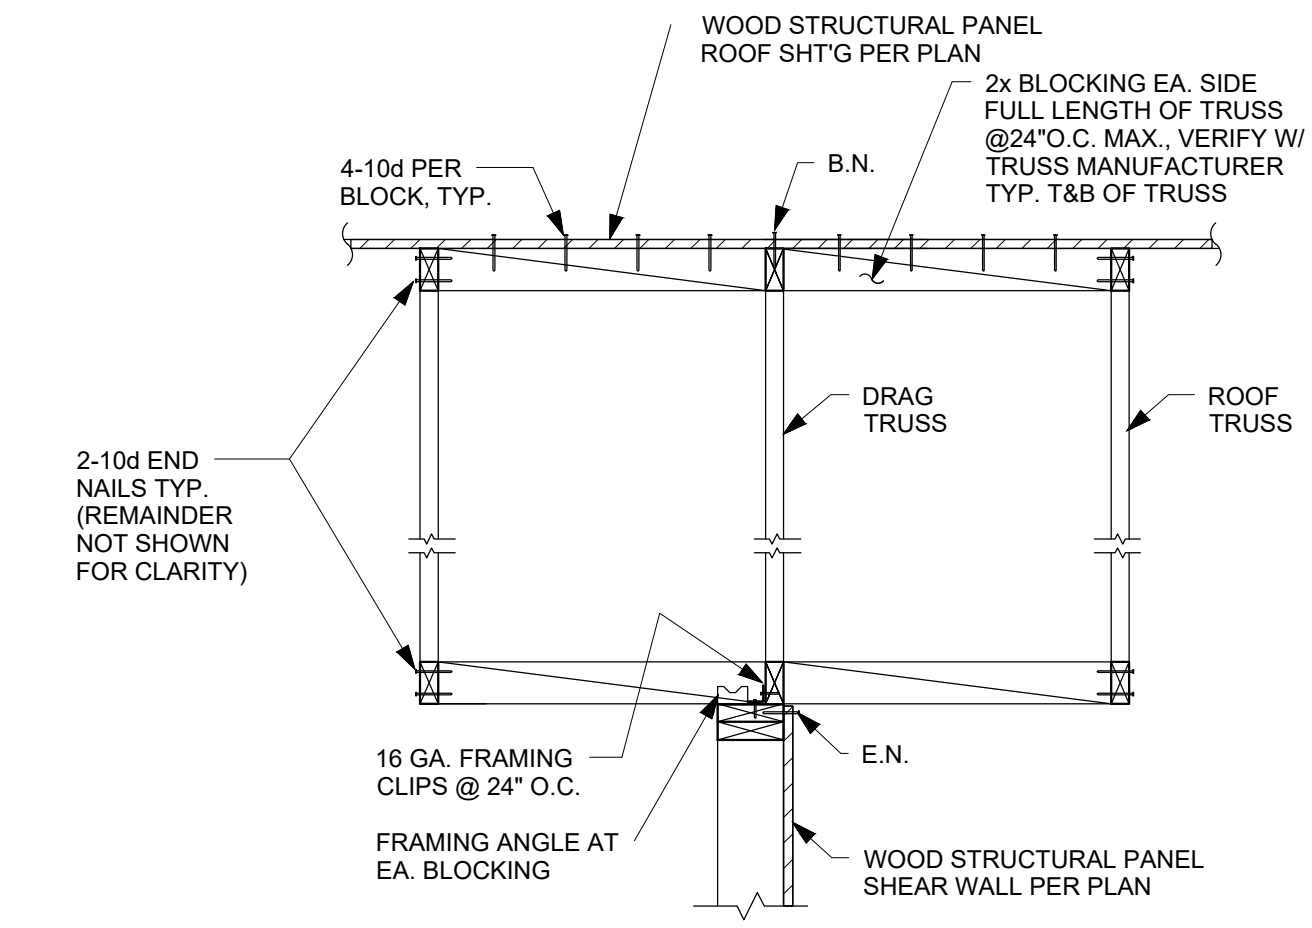 WOOD STRUCTURAL PANEL
ROOF SHT'G PER PLAN
2x BLOCKING EA. SIDE
FULL LENGTH OF TRUSS
@24"O.C. MAX., VERIFY W/
TRUSS MANUFACTURER
TYP. T&B OF TRUSS
4-10d PER
BLOCK, TYP.
B.N.
DRAG
TRUSS
ROOF
TRUSS
2-10d END
NAILS TYP.
(REMAINDER
NOT SHOWN
FOR CLARITY)
16 GA. FRAMING
CLIPS @ 24" O.C.
E.N.
FRAMING ANGLE AT
EA. BLOCKING
WOOD STRUCTURAL PANEL
SHEAR WALL PER PLAN